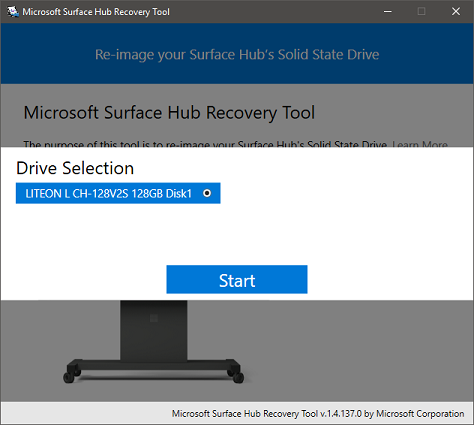 Microsoft Surface Hub Recovery Tool
Re-image your Surface Hub's Solid State Drive
Microsoft Surface Hub Recovery Tool
The purpose of this tool is to re-image your Surface Hub's Solid State Drive. Learn More
Drive Selection
LITEON L CH-128V2S 128GB Disk1
Start
Microsoft Surface Hub Recovery Tool v.1.4.137.0 by Microsoft Corporation